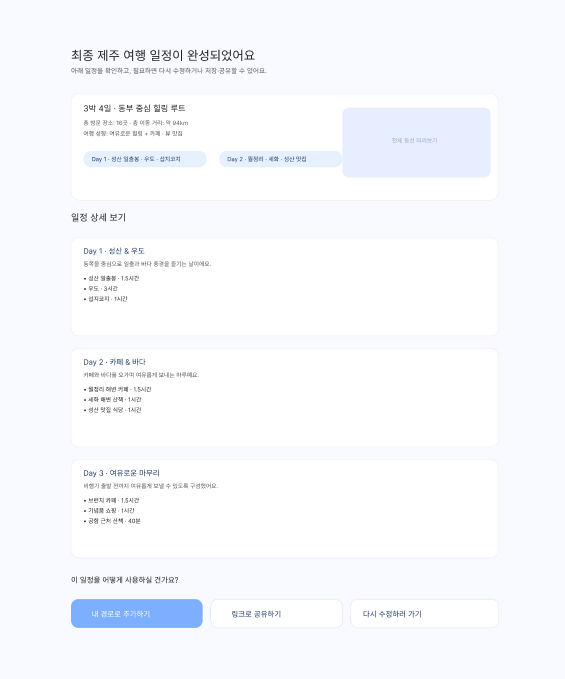 최종 제주 여행 일정이 완성되었어요
아래 일정을 확인하고, 필요하면 다시 수정하거나 저장·공유할 수 있어요.
3박 4일 · 동부 중심 힐링 루트
총 방문 장소: 16곳 · 총 이동 거리: 약 94km
여행 성향: 여유로운 힐링 + 카페 · 뷰 맛집
Day 1 · 성산 일출봉 · 우도 · 섭지코지
Day 2 · 월정리 · 세화 · 성산 맛집
전체 동선 미리보기
일정 상세 보기
Day 1 · 성산 & 우도
동쪽을 중심으로 일출과 바다 풍경을 즐기는 날이에요.
• 성산 일출봉 · 1.5시간
• 우도 · 3시간
• 섭지코지 · 1시간
Day 2 · 카페 & 바다
카페와 바다를 오가며 여유롭게 보내는 하루예요.
• 월정리 해변 카페 · 1.5시간
• 세화 해변 산책 · 1시간
• 성산 맛집 식당 · 1시간
Day 3 · 여유로운 마무리
비행기 출발 전까지 여유롭게 보낼 수 있도록 구성했어요.
• 브런치 카페 · 1.5시간
• 기념품 쇼핑 · 1시간
• 공항 근처 산책 · 40분
이 일정을 어떻게 사용하실 건가요?
내 경로로 추가하기
링크로 공유하기
다시 수정하러 가기